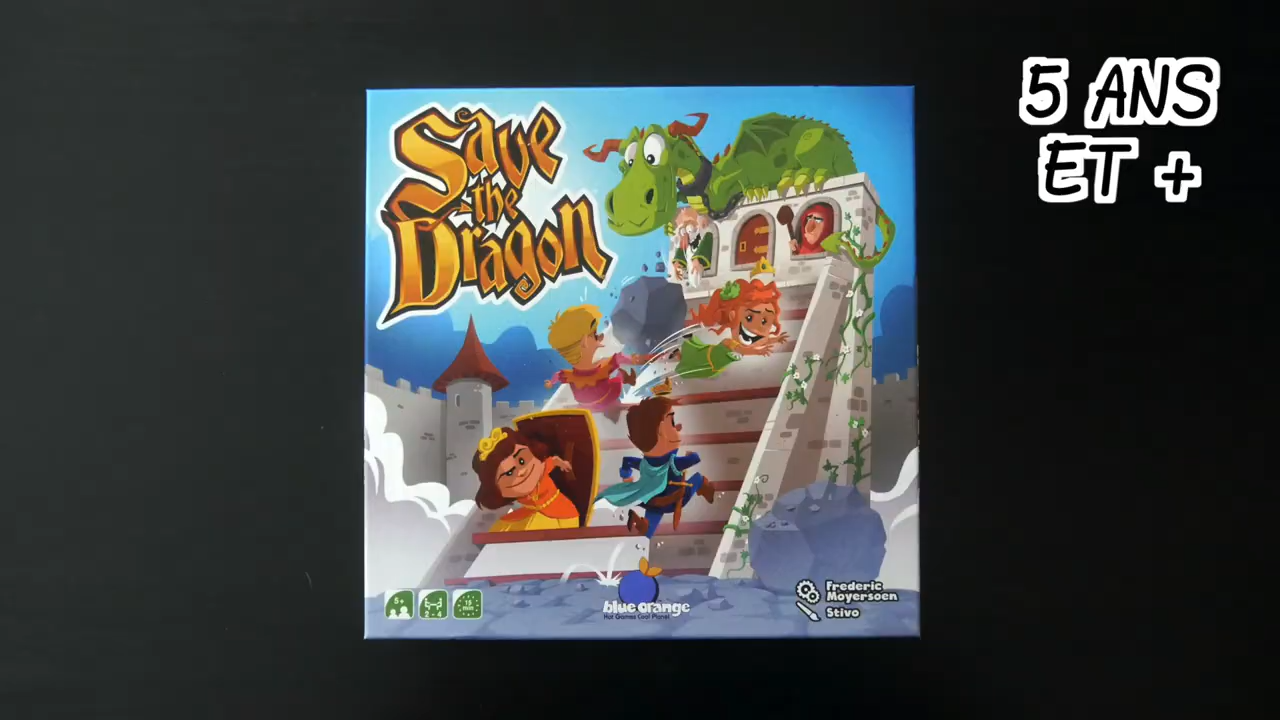 5 ANS
ET +
Save
the
Dragon
5+
2 - 4
15
min
blue orange
Hot Games Cool Planet
Frederic
Moyersoen
Stivo